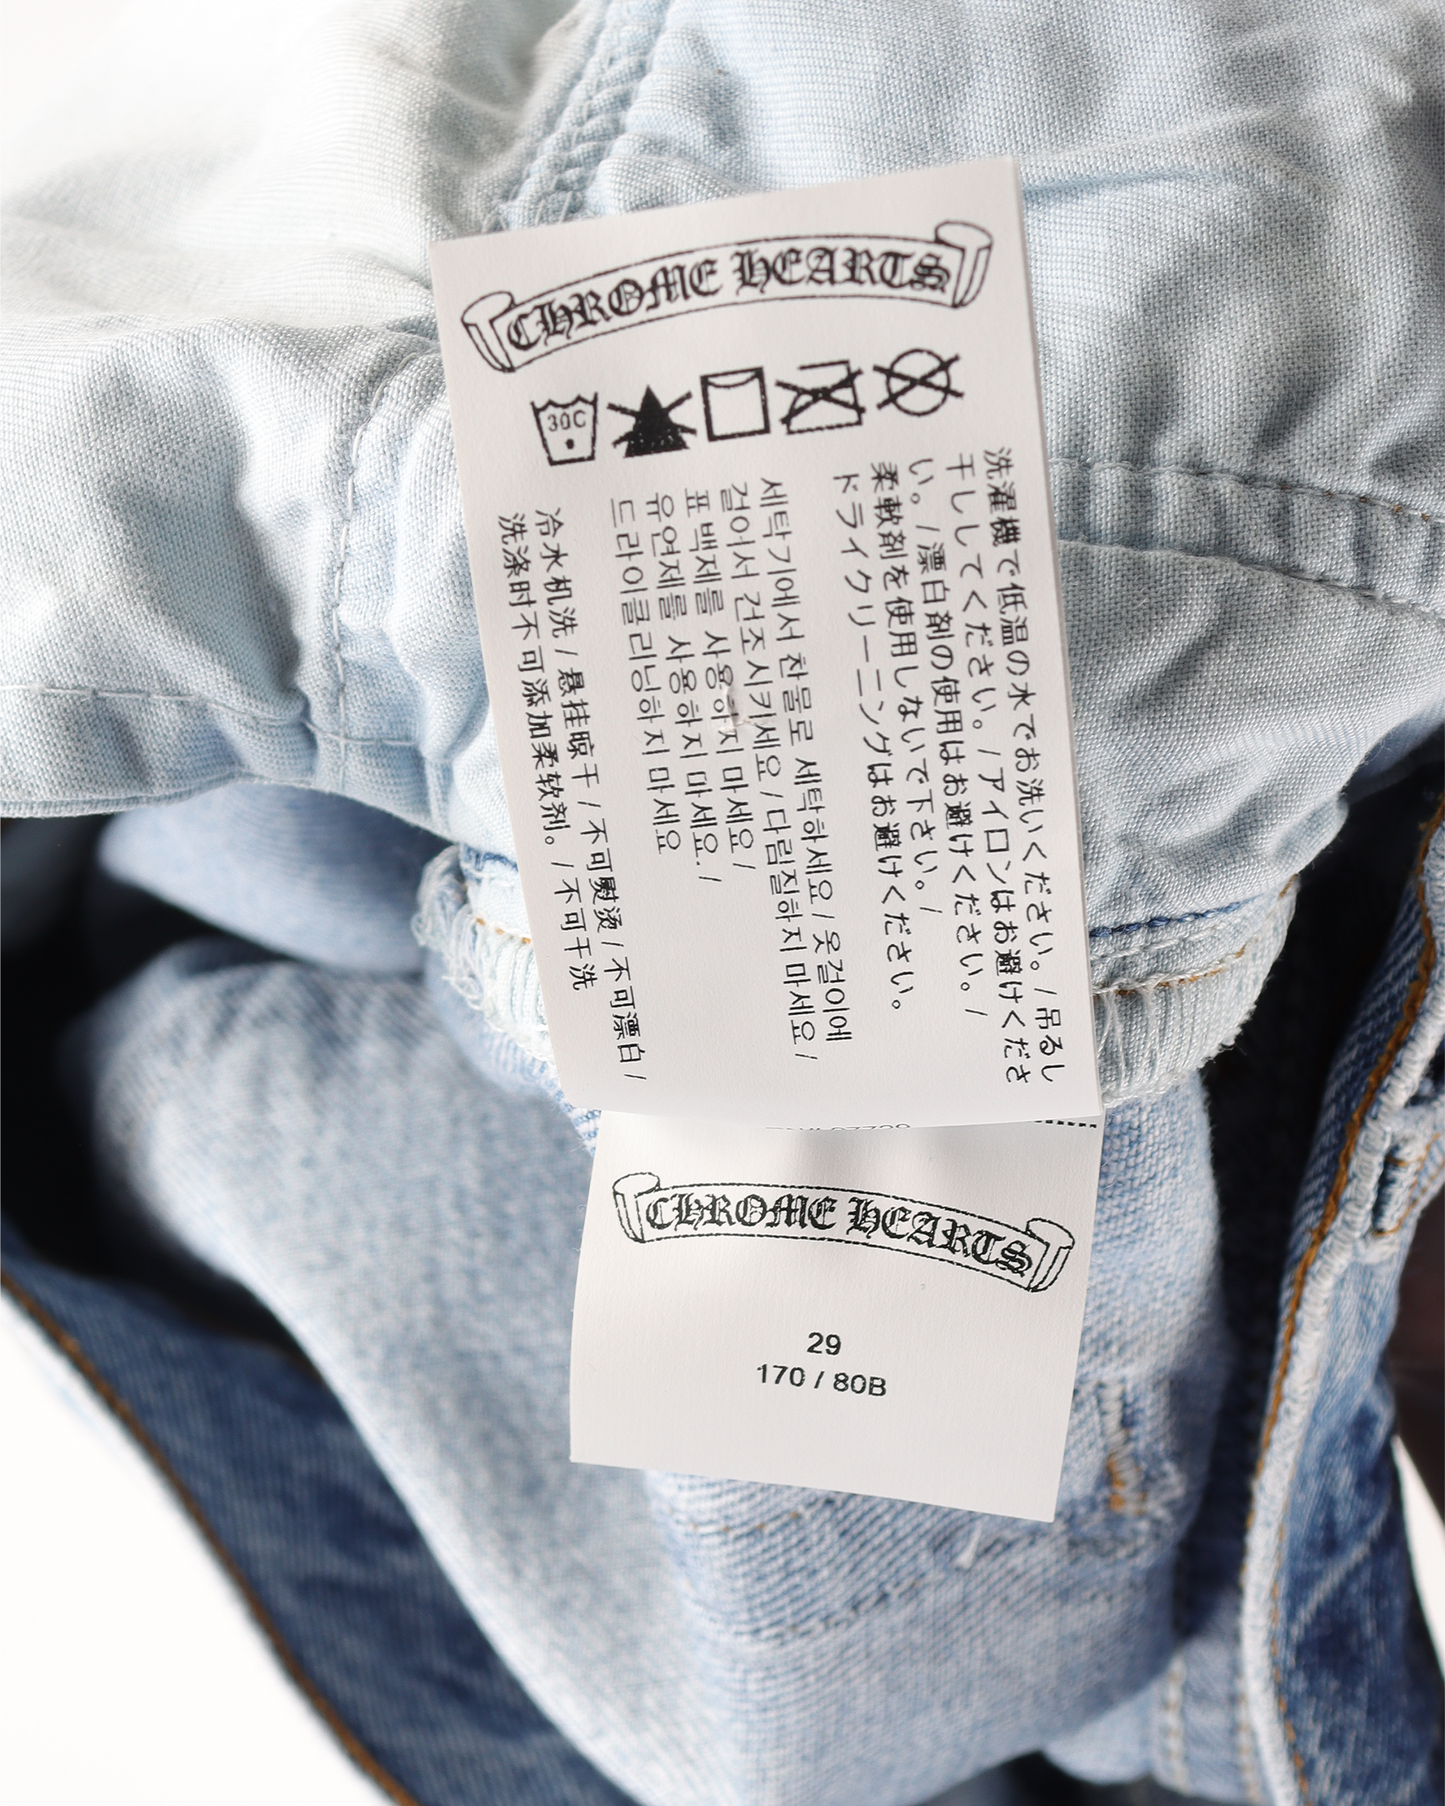 CHROME HEARTS
30C
洗濯機で低温の水でお洗いください。/吊るし
干ししてください。/アイロンはお避けくださ
い。/漂白剤の使用はお避けください。/
柔軟剤を使用しないで下さい。/
ドライクリーニングはお避けください。
세탁기에서 찬물로 세탁하세요 / 옷걸이에
걸어서 건조시키세요 / 다림질하지 마세요 /
표백제를 사용하지 마세요 /
유연제를 사용하지 마세요. /
드라이클리닝하지 마세요
冷水机洗 / 悬挂晾干 / 不可熨烫 / 不可漂白 /
洗涤时不可添加柔软剂。/ 不可干洗
CHROME HEARTS
29
170 / 80B